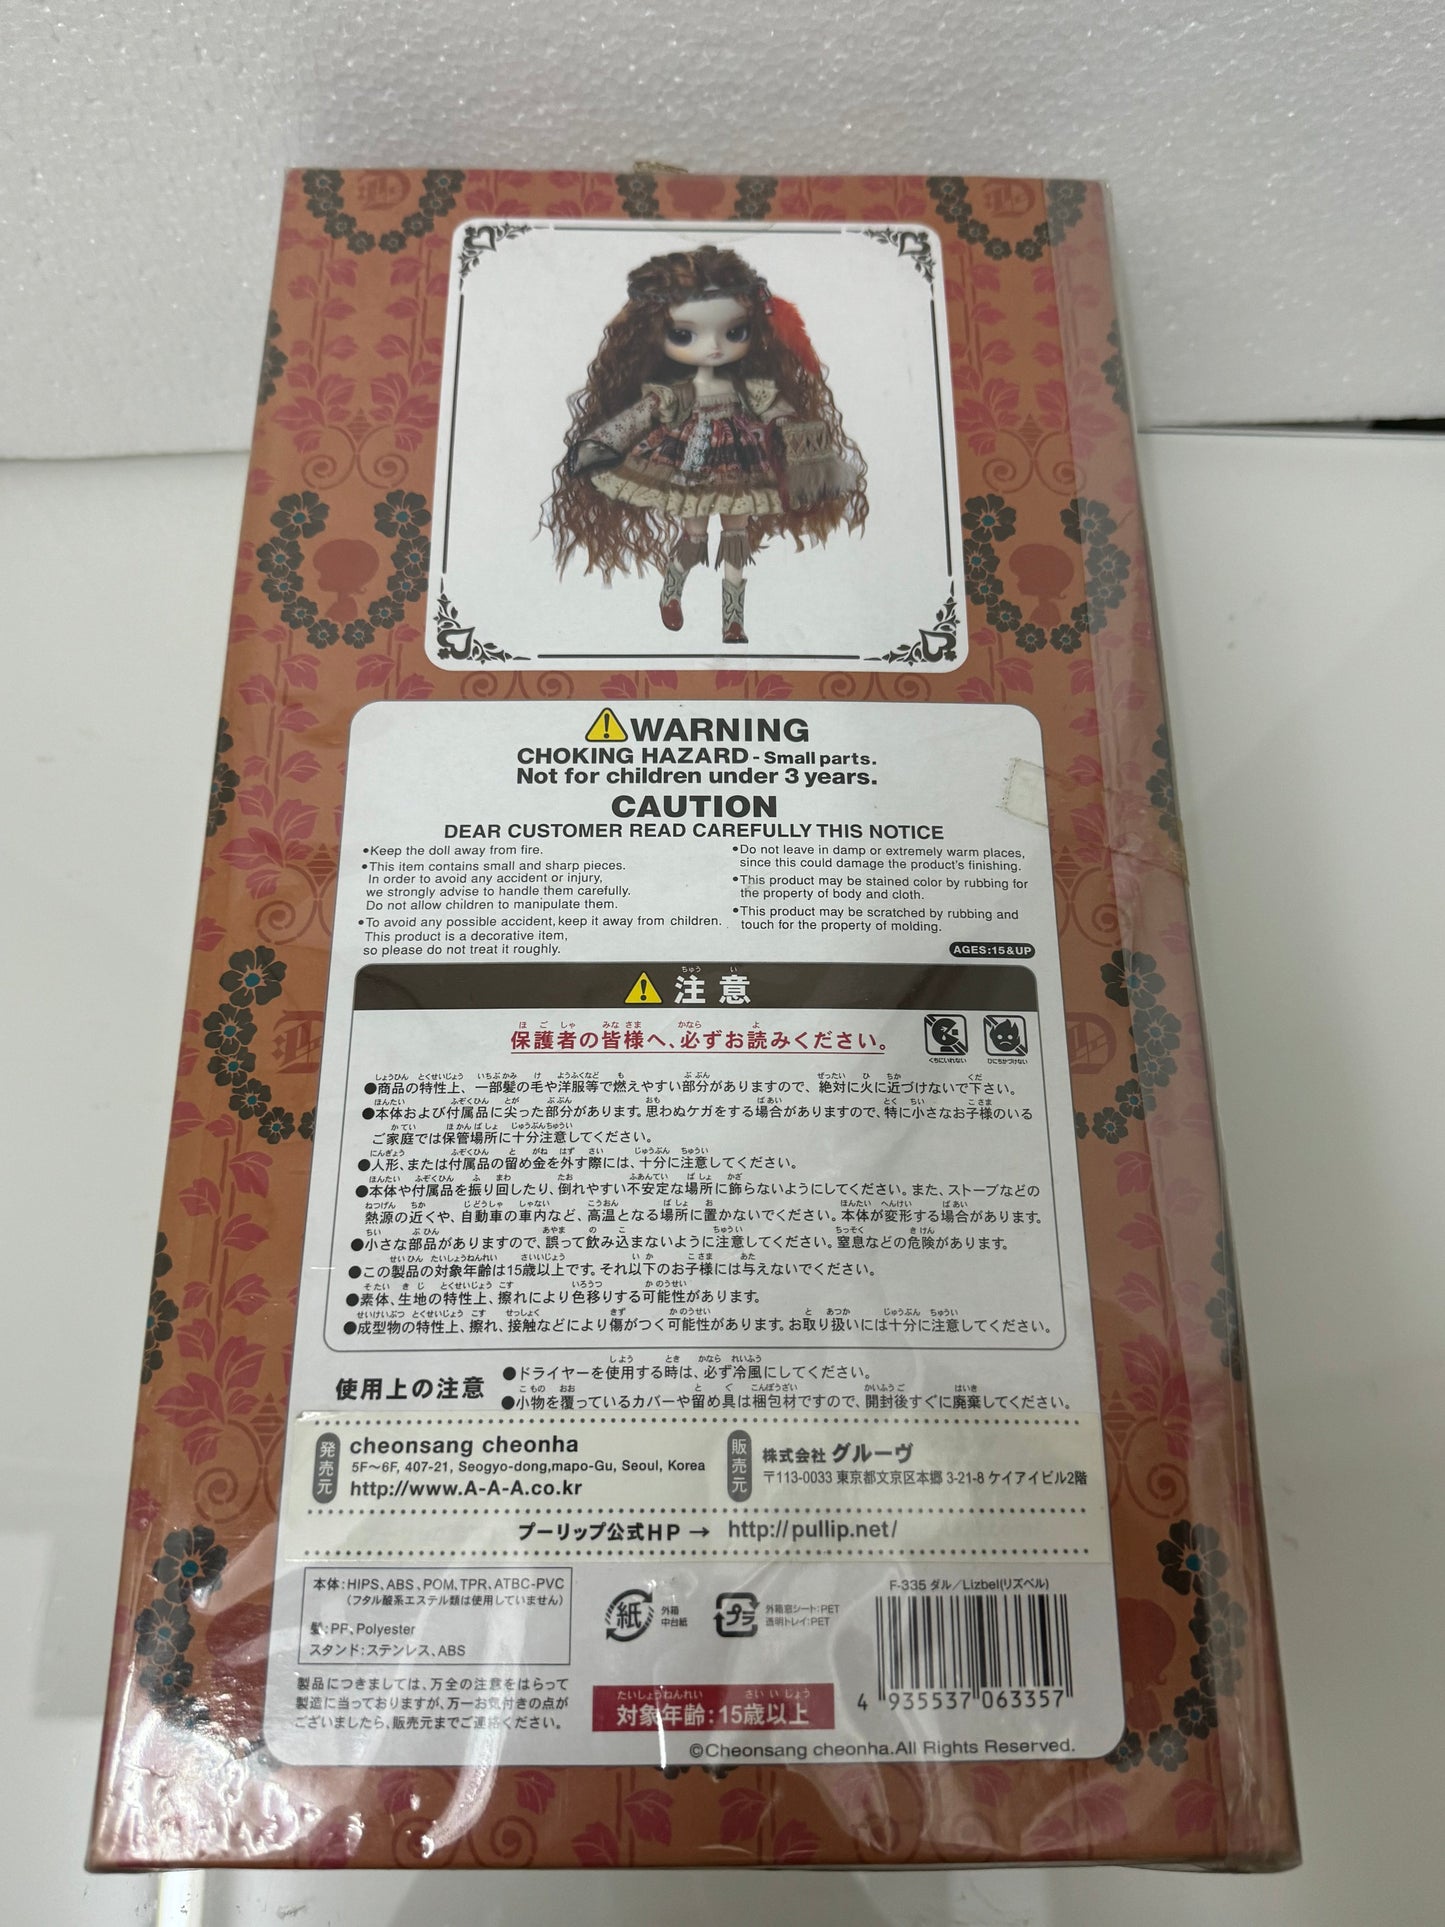 WARNING
CHOKING HAZARD - Small parts.
Not for children under 3 years.
CAUTION
DEAR CUSTOMER READ CAREFULLY THIS NOTICE
•Keep the doll away from fire.
•This item contains small and sharp pieces.
In order to avoid any accident or injury,
we strongly advise to handle them carefully.
Do not allow children to manipulate them.
•To avoid any possible accident, keep it away from children.
This product is a decorative item,
so please do not treat it roughly.
•Do not leave in damp or extremely warm places,
since this could damage the product's finishing.
•This product may be stained color by rubbing for
the property of body and cloth.
•This product may be scratched by rubbing and
touch for the property of molding.
AGES:15&UP
注意
保護者の皆様へ、必ずお読みください。
くちにいれない
ひにちかづけない
●商品の特性上、一部髪の毛や洋服等で燃えやすい部分がありますので、絶対に火に近づけないで下さい。
●本体および付属品に尖った部分があります。思わぬケガをする場合がありますので、特に小さなお子様のいる
ご家庭では保管場所に十分注意してください。
●人形、または付属品の留め金を外す際には、十分に注意してください。
●本体や付属品を振り回したり、倒れやすい不安定な場所に飾らないようにしてください。また、ストーブなどの
熱源の近くや、自動車の車内など、高温となる場所に置かないでください。本体が変形する場合があります。
●小さな部品がありますので、誤って飲み込まないように注意してください。窒息などの危険があります。
●この製品の対象年齢は15歳以上です。それ以下のお子様には与えないでください。
●素体、生地の特性上、擦れにより色移りする可能性があります。
●成型物の特性上、擦れ、接触などにより傷がつく可能性があります。お取り扱いには十分に注意してください。
使用上の注意
●ドライヤーを使用する時は、必ず冷風にしてください。
●小物を覆っているカバーや留め具は梱包材ですので、開封後すぐに廃棄してください。
発売元
cheonsang cheonha
5F～6F, 407-21, Seogyo-dong,mapo-Gu, Seoul, Korea
http://www.A-A-A.co.kr
販売元
株式会社 グルーヴ
〒113-0033 東京都文京区本郷 3-21-8 ケイアイビル2階
プーリップ公式HP → http://pullip.net/
本体:HIPS、ABS、POM、TPR、ATBC-PVC
(フタル酸系エステル類は使用していません)
髪:PP、Polyester
スタンド:ステンレス、ABS
製品につきましては、万全の注意をはらって
製造に当っておりますが、万一お気付きの点が
ございましたら、販売元までご連絡ください。
紙
外箱
中台紙
プラ
外箱窓シート:PET
透明トレイ:PET
たいしょうねんれい さいいじょう
対象年齢:15歳以上
F-335 ダル/Lizbel(リズベル)
4 935537 063357
©Cheonsang cheonha.All Rights Reserved.